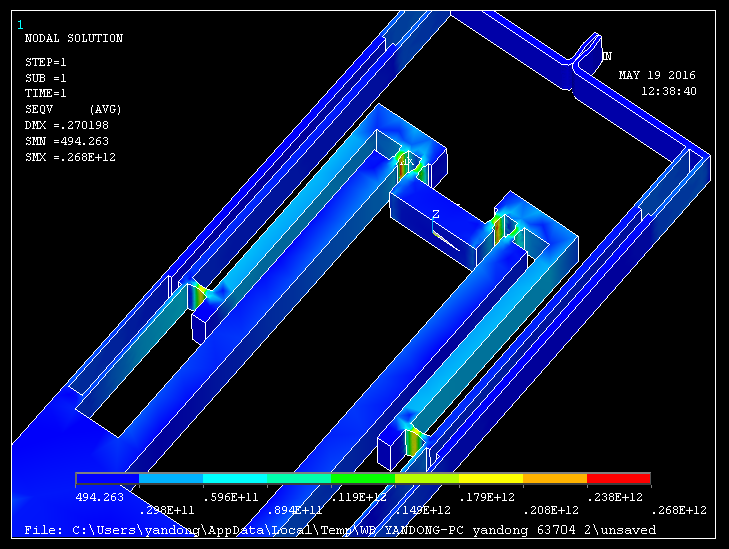 1
NODAL SOLUTION
STEP=1
SUB =1
TIME=1
SEQV (AVG)
DMX =.270198
SMN =494.263
SMX =.268E+12
MAY 19 2016
12:38:40
MX
Z
494.263 .596E+11 .119E+12 .179E+12 .238E+12
.298E+11 .894E+11 .149E+12 .208E+12 .268E+12
File: C:\Users\yandong\AppData\Local\Temp\WB_YANDONG-PC_yandong_63704_2\unsaved